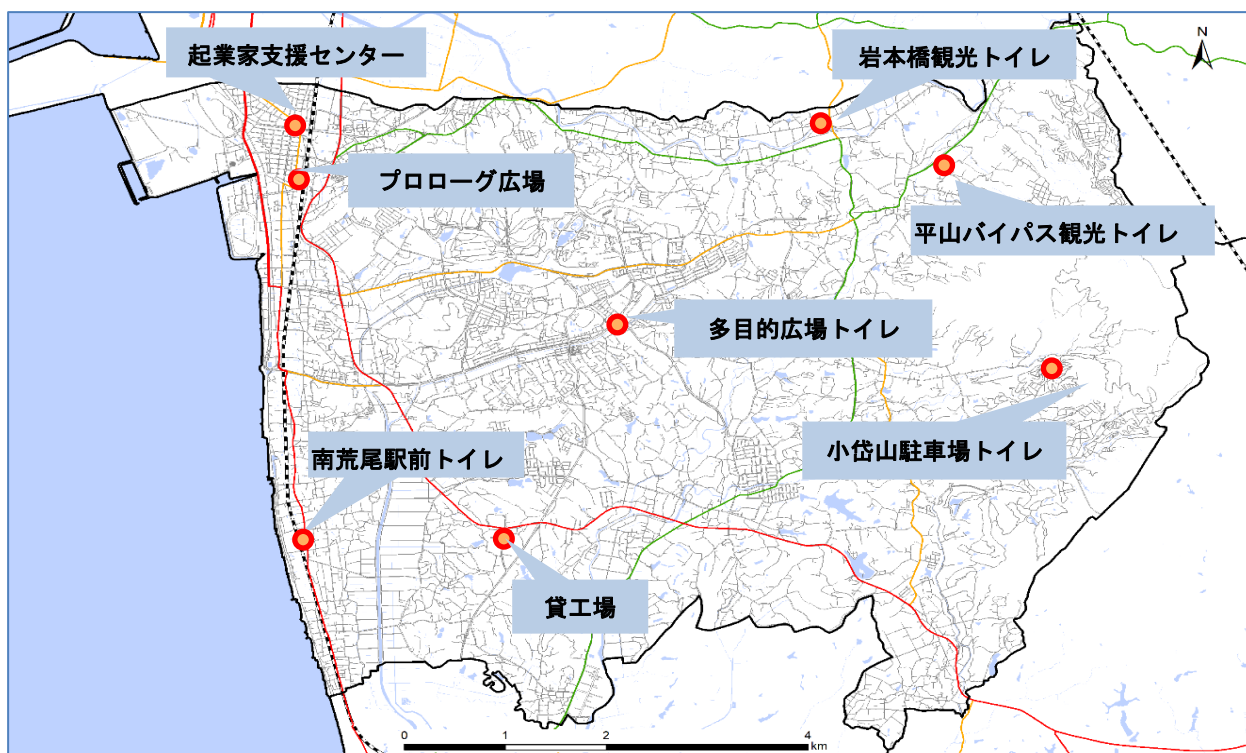 起業家支援センター
岩本橋観光トイレ
N
プロローグ広場
平山バイパス観光トイレ
多目的広場トイレ
小岱山駐車場トイレ
南荒尾駅前トイレ
貸工場
0 1 2 4
km